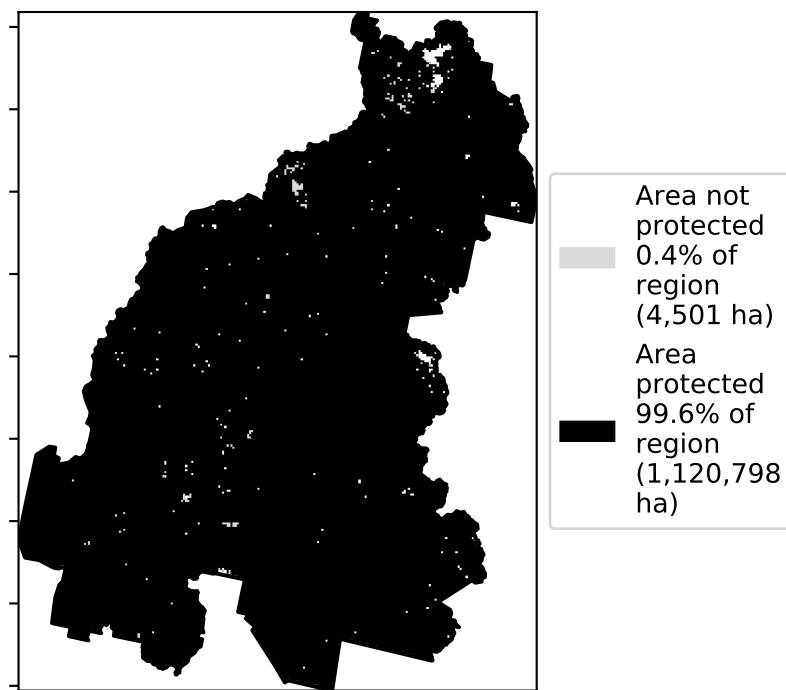 Area not
protected
0.4% of
region
(4,501 ha)
Area
protected
99.6% of
region
(1,120,798
ha)